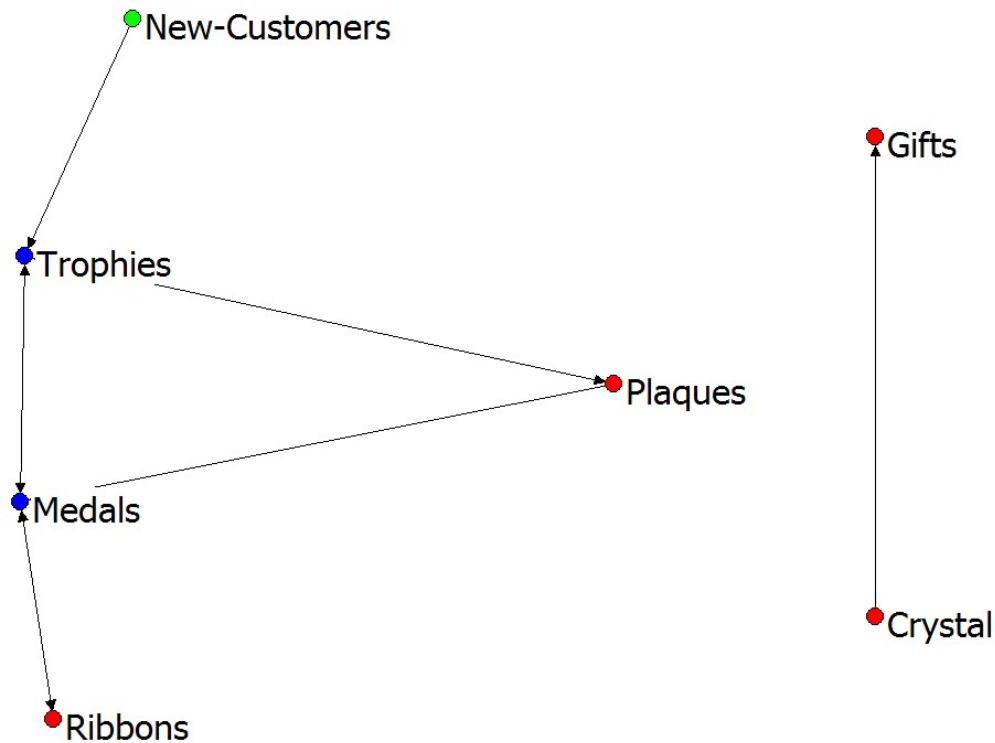 New-Customers
Gifts
Trophies
Plaques
Medals
Crystal
Ribbons